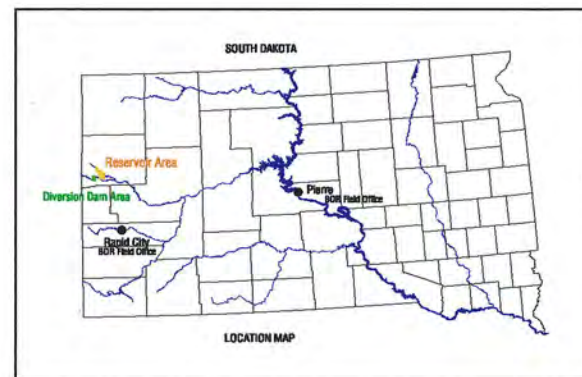 SOUTH DAKOTA
Reservoir Area
Diversion Dam Area
Pierre
BOR Field Office
Rapid City
BOR Field Office
LOCATION MAP